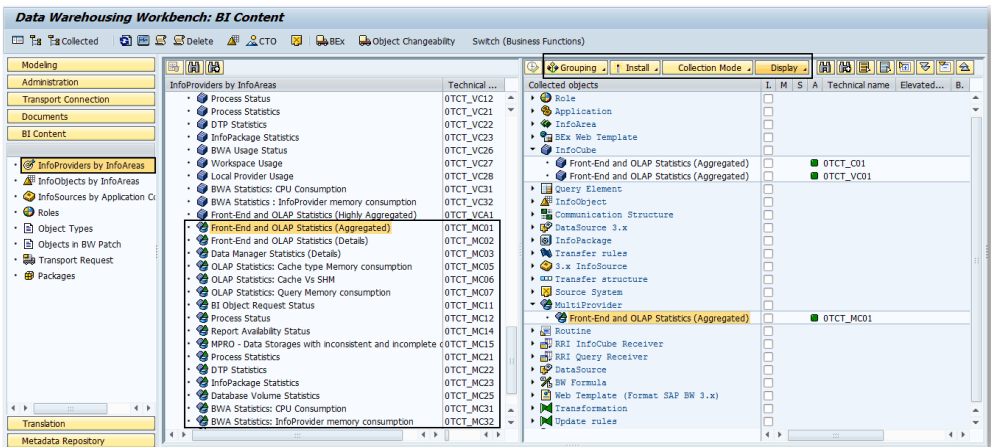 Data Warehousing Workbench: BI Content
Collected Delete CTO BEx Object Changeability Switch (Business Functions)
Modeling
Administration
Transport Connection
Documents
BI Content
InfoProviders by InfoAreas
InfoObjects by InfoAreas
InfoSources by Application Co
Roles
Object Types
Objects in BW Patch
Transport Request
Packages
Translation
Metadata Repository
InfoProviders by InfoAreas Technical ...
Process Status 0TCT_VC12
Process Statistics 0TCT_VC21
DTP Statistics 0TCT_VC22
InfoPackage Statistics 0TCT_VC23
BWA Usage Status 0TCT_VC26
Workspace Usage 0TCT_VC27
Local Provider Usage 0TCT_VC28
BWA Statistics: CPU Consumption 0TCT_VC31
BWA Statistics : InfoProvider memory consumption 0TCT_VC32
Front-End and OLAP Statistics (Highly Aggregated) 0TCT_VCA1
Front-End and OLAP Statistics (Aggregated) 0TCT_MC01
Front-End and OLAP Statistics (Details) 0TCT_MC02
Data Manager Statistics (Details) 0TCT_MC03
OLAP Statistics: Cache type Memory consumption 0TCT_MC05
OLAP Statistics: Cache Vs SHM 0TCT_MC06
OLAP Statistics: Query Memory consumption 0TCT_MC07
BI Object Request Status 0TCT_MC11
Process Status 0TCT_MC12
Report Availability Status 0TCT_MC14
MPRO - Data Storages with inconsistent and incomplete d 0TCT_MC15
Process Statistics 0TCT_MC21
DTP Statistics 0TCT_MC22
InfoPackage Statistics 0TCT_MC23
Database Volume Statistics 0TCT_MC25
BWA Statistics: CPU Consumption 0TCT_MC31
BWA Statistics: InfoProvider memory consumption 0TCT_MC32
Grouping Install Collection Mode Display
Collected objects I. M S A Technical name Elevated... B.
Role
Application
InfoArea
BEx Web Template
InfoCube
Front-End and OLAP Statistics (Aggregated) 0TCT_C01
Front-End and OLAP Statistics (Aggregated) 0TCT_VC01
Query Element
InfoObject
Communication Structure
DataSource 3.x
InfoPackage
Transfer rules
3.x InfoSource
Transfer structure
Source System
MultiProvider
Front-End and OLAP Statistics (Aggregated) 0TCT_MC01
Routine
RRI InfoCube Receiver
RRI Query Receiver
DataSource
BW Formula
Web Template (Format SAP BW 3.x)
Transformation
Update rules